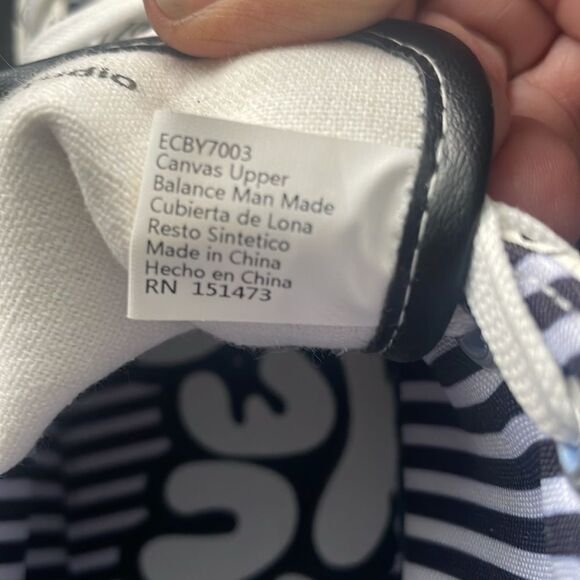 ECBY7003
Canvas Upper
Balance Man Made
Cubierta de Lona
Resto Sintetico
Made in China
Hecho en China
RN 151473